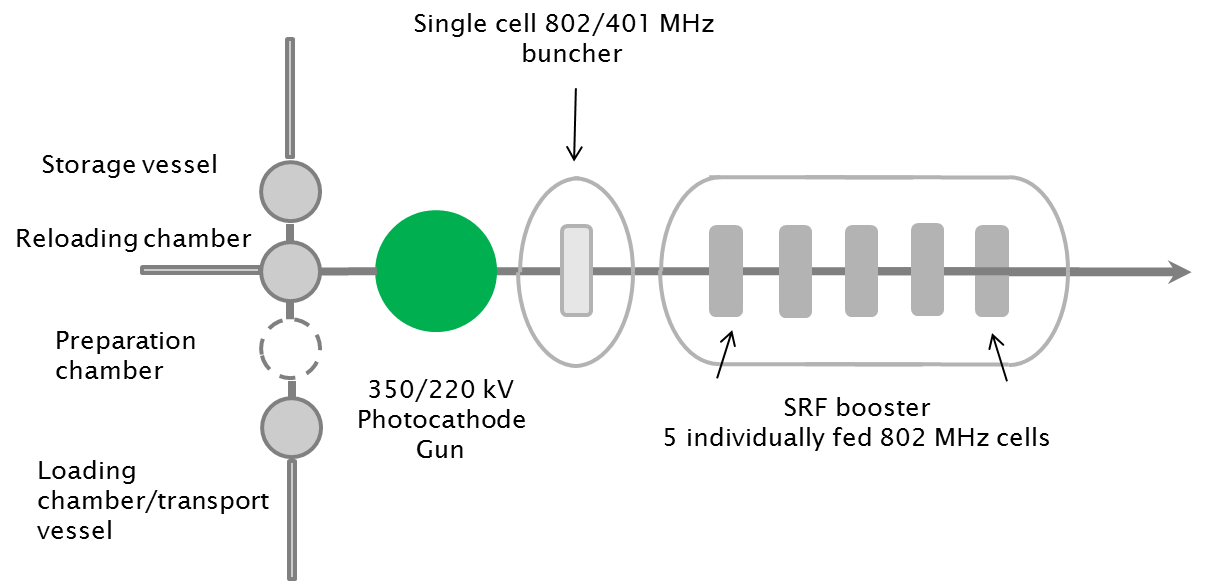 Single cell 802/401 MHz
buncher
Storage vessel
Reloading chamber
Preparation
chamber
350/220 kV
Photocathode
Gun
SRF booster
5 individually fed 802 MHz cells
Loading
chamber/transport
vessel